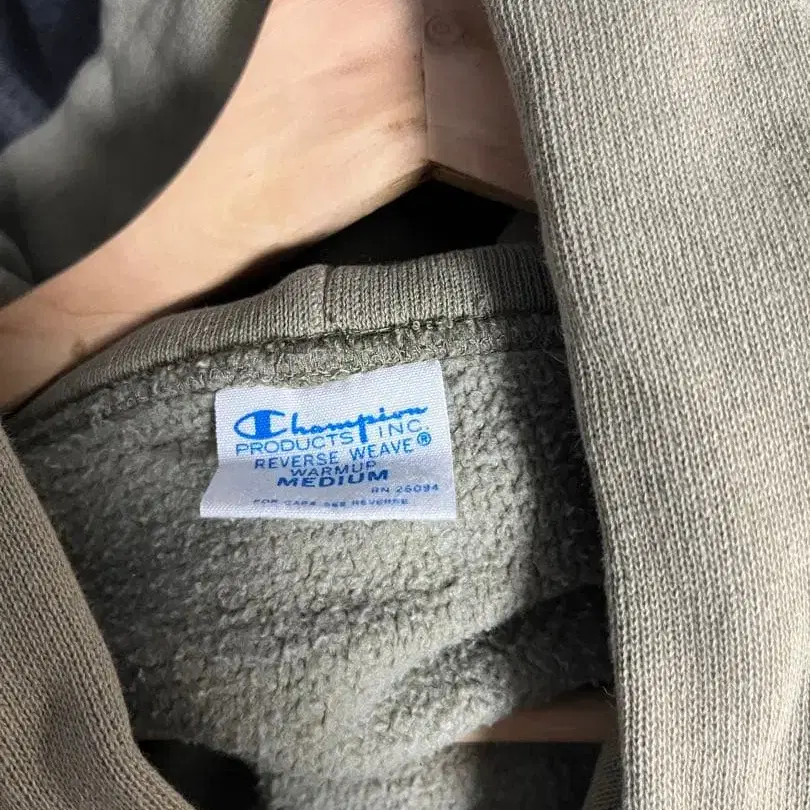 Champion
PRODUCTS INC.
REVERSE WEAVE®
WARMUP
MEDIUM
RN 26094
FOR CARE SEE REVERSE